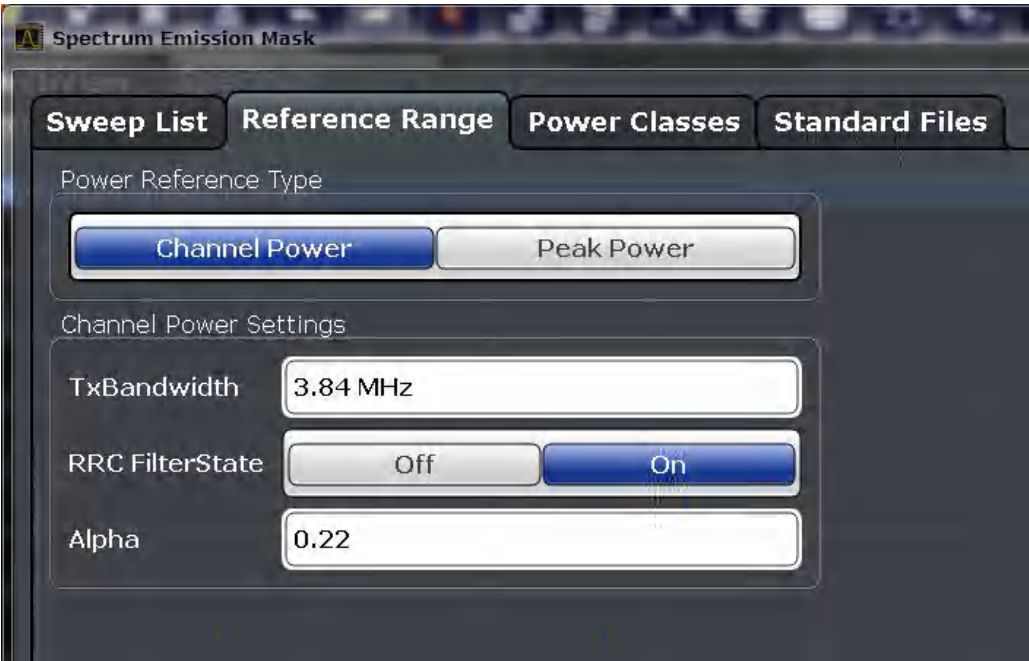 Spectrum Emission Mask
Sweep List Reference Range Power Classes Standard Files
Power Reference Type
Channel Power Peak Power
Channel Power Settings
TxBandwidth 3.84 MHz
RRC FilterState Off On
Alpha 0.22